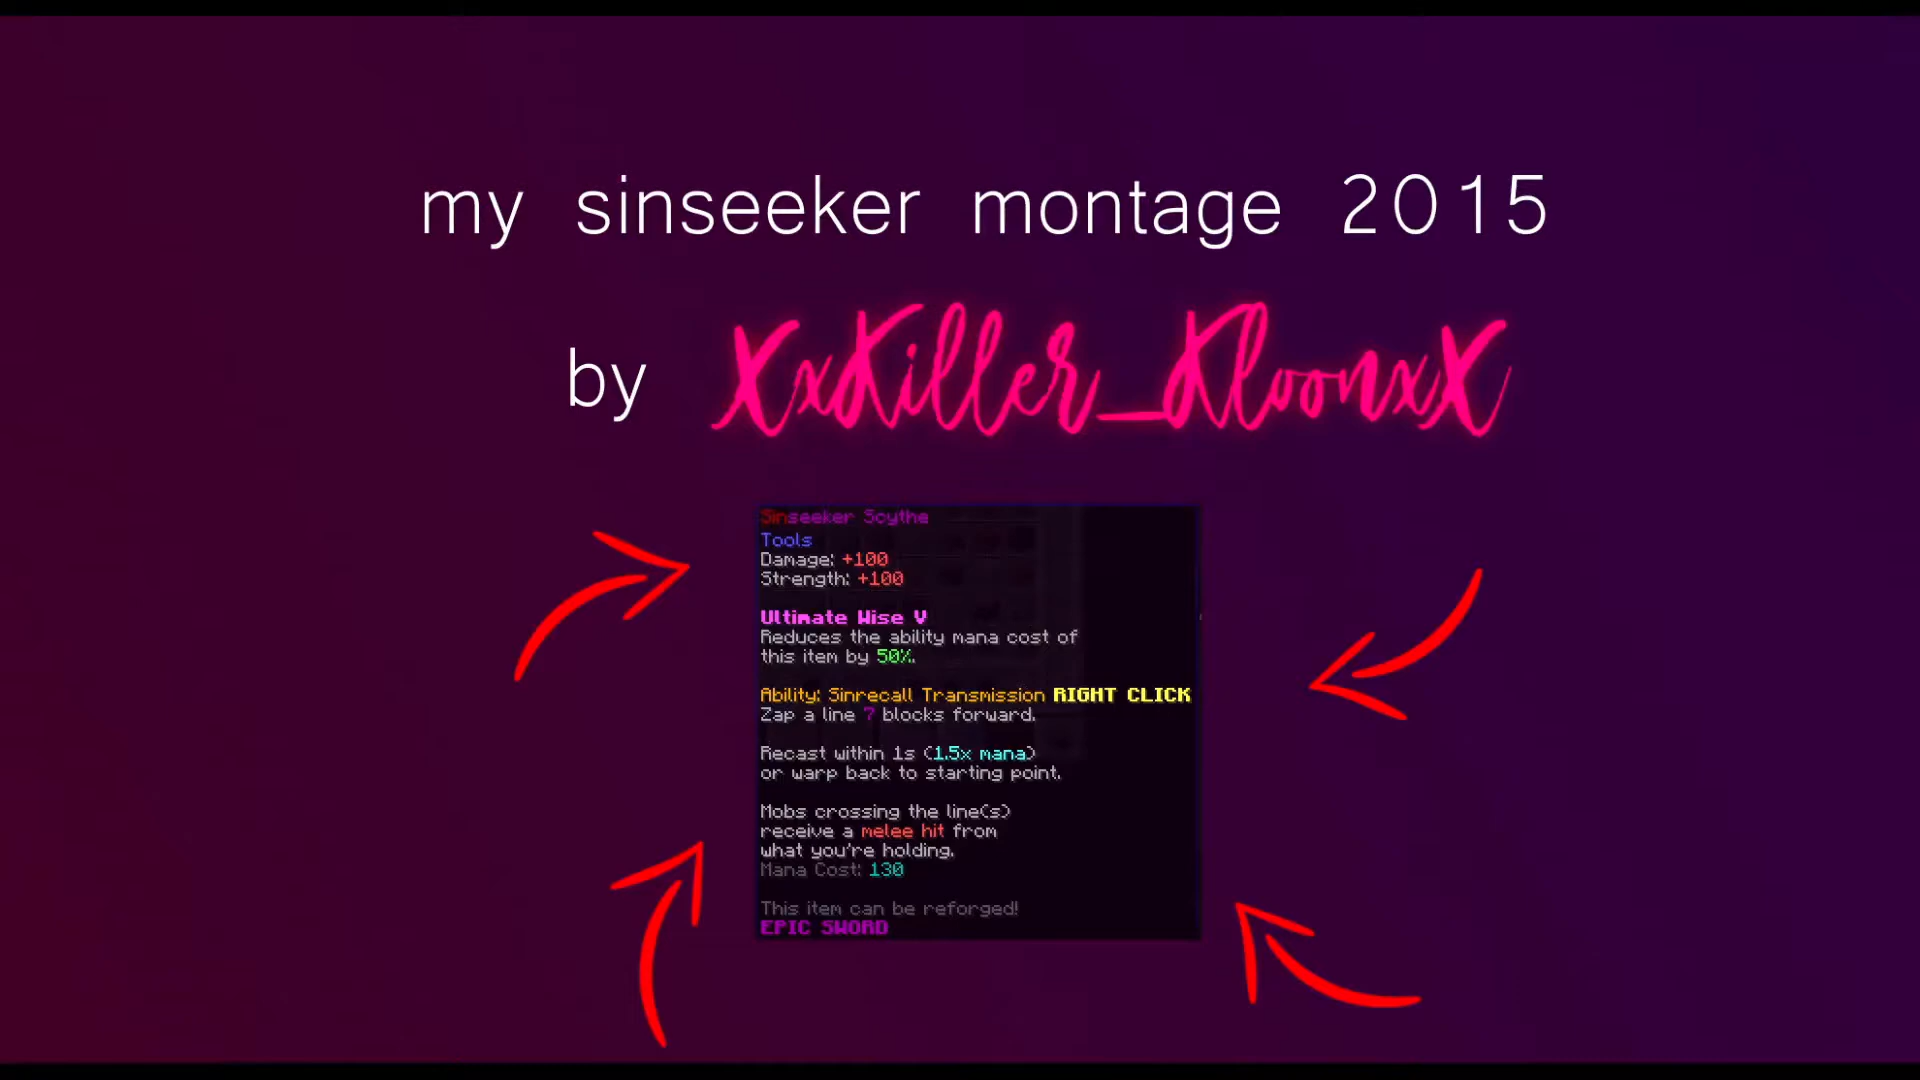 my sinseeker montage 2015
by XxKiller_KloonxX
Sinseeker Scythe
Tools
Damage: +100
Strength: +100
Ultimate Wise V
Reduces the ability mana cost of
this item by 50%.
Ability: Sinrecall Transmission RIGHT CLICK
Zap a line 7 blocks forward.
Recast within 1s (1.5x mana)
or warp back to starting point.
Mobs crossing the line(s)
receive a melee hit from
what you're holding.
Mana Cost: 130
This item can be reforged!
EPIC SWORD